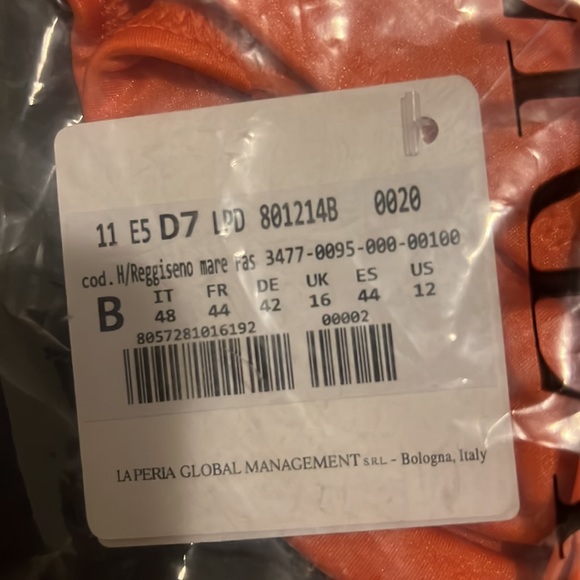 11 E5 D7 LPD 801214B 0020
cod.H/Reggiseno mare ras 3477-0095-000-00100
B IT FR DE UK ES US
48 44 42 16 44 12
8057281016192 00002
LA PERLA GLOBAL MANAGEMENT S.R.L. - Bologna, Italy